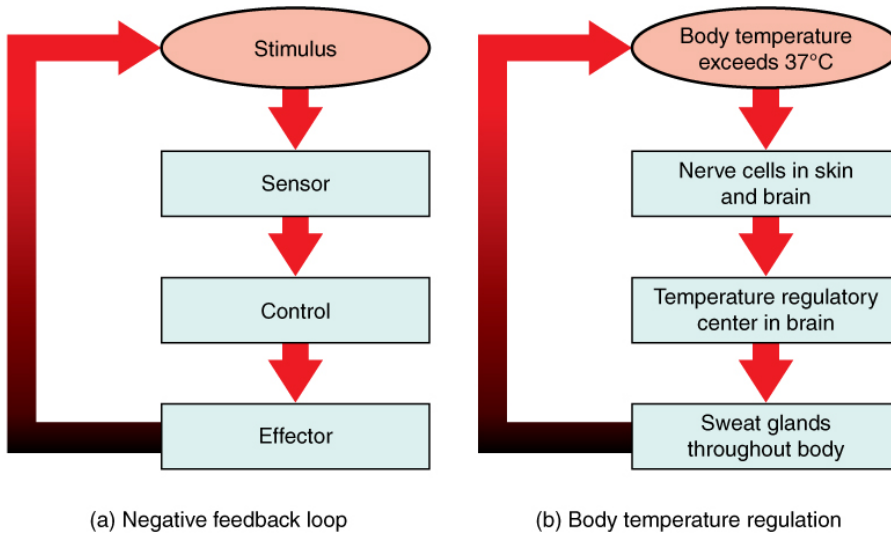 Stimulus
Sensor
Control
Effector
(a) Negative feedback loop
Body temperature
exceeds 37°C
Nerve cells in skin
and brain
Temperature regulatory
center in brain
Sweat glands
throughout body
(b) Body temperature regulation